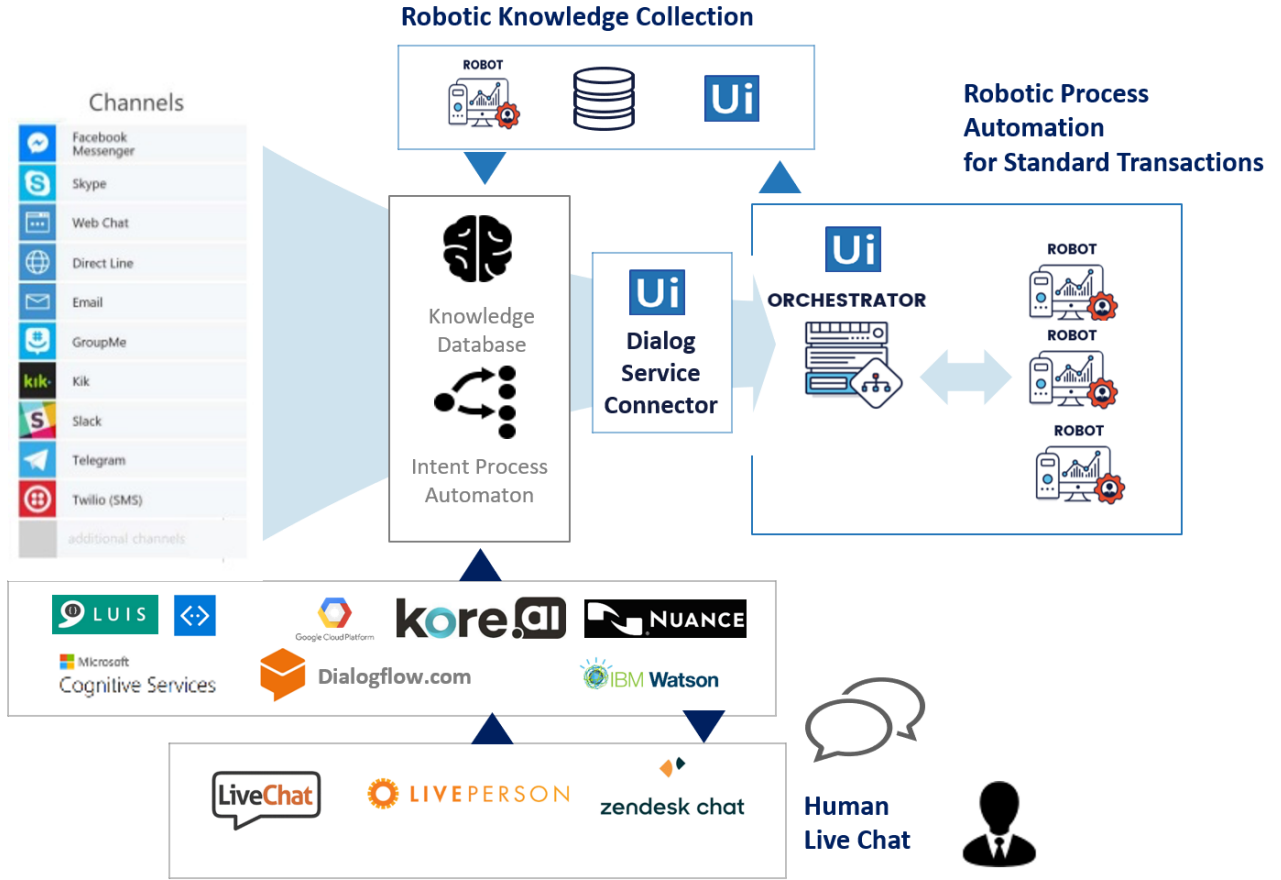 Robotic Knowledge Collection
ROBOT
Ui
Robotic Process
Automation
for Standard Transactions
Channels
Facebook
Messenger
Skype
Web Chat
Direct Line
Email
GroupMe
kik.
Kik
S
Slack
Telegram
Twilio (SMS)
additional channels
Knowledge
Database
Intent Process
Automaton
Ui
Dialog
Service
Connector
Ui
ORCHESTRATOR
ROBOT
ROBOT
ROBOT
LUIS
Google Cloud Platform
kore.ai
NUANCE
Microsoft
Cognitive Services
Dialogflow.com
IBM Watson
LiveChat
LIVEPERSON
zendesk chat
Human
Live Chat